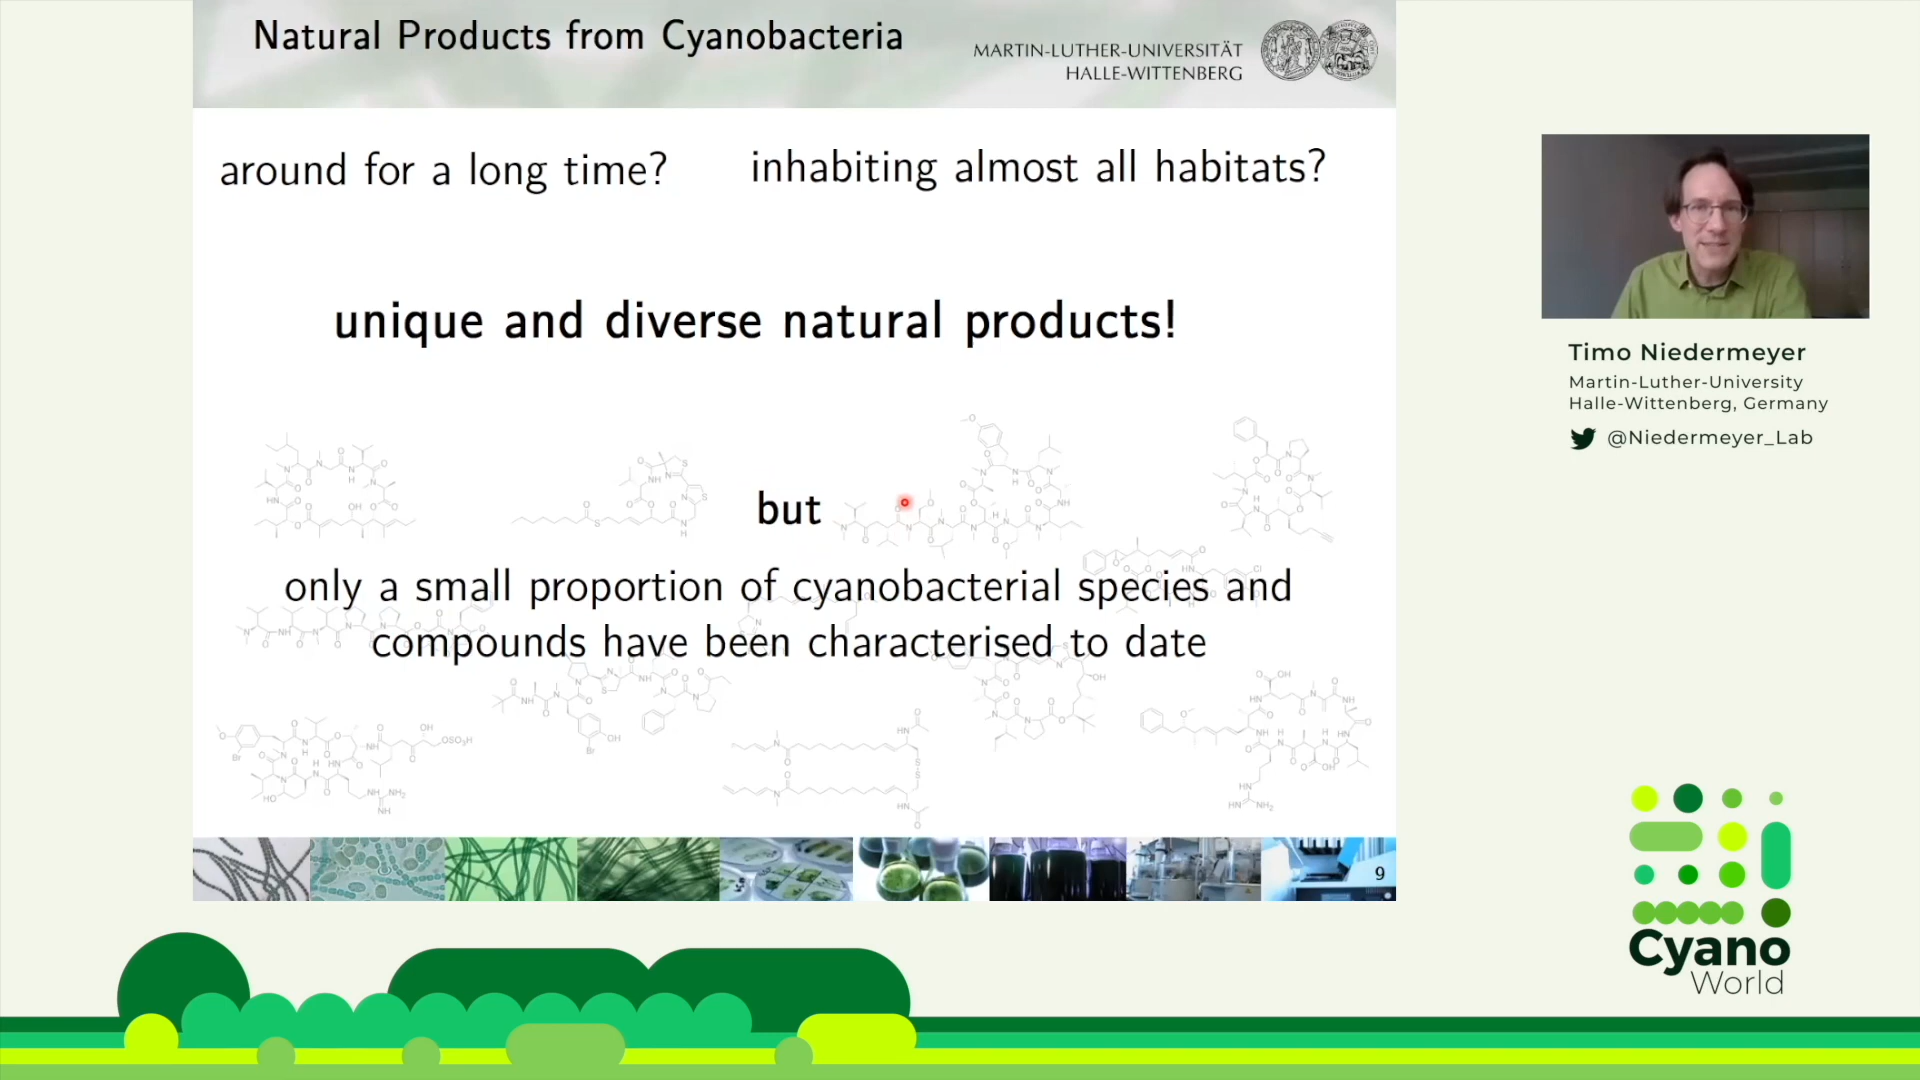 Natural Products from Cyanobacteria
MARTIN-LUTHER-UNIVERSITÄT
HALLE-WITTENBERG
around for a long time?
inhabiting almost all habitats?
unique and diverse natural products!
but
only a small proportion of cyanobacterial species and
compounds have been characterised to date
9
Timo Niedermeyer
Martin-Luther-University
Halle-Wittenberg, Germany
@Niedermeyer_Lab
Cyano
World